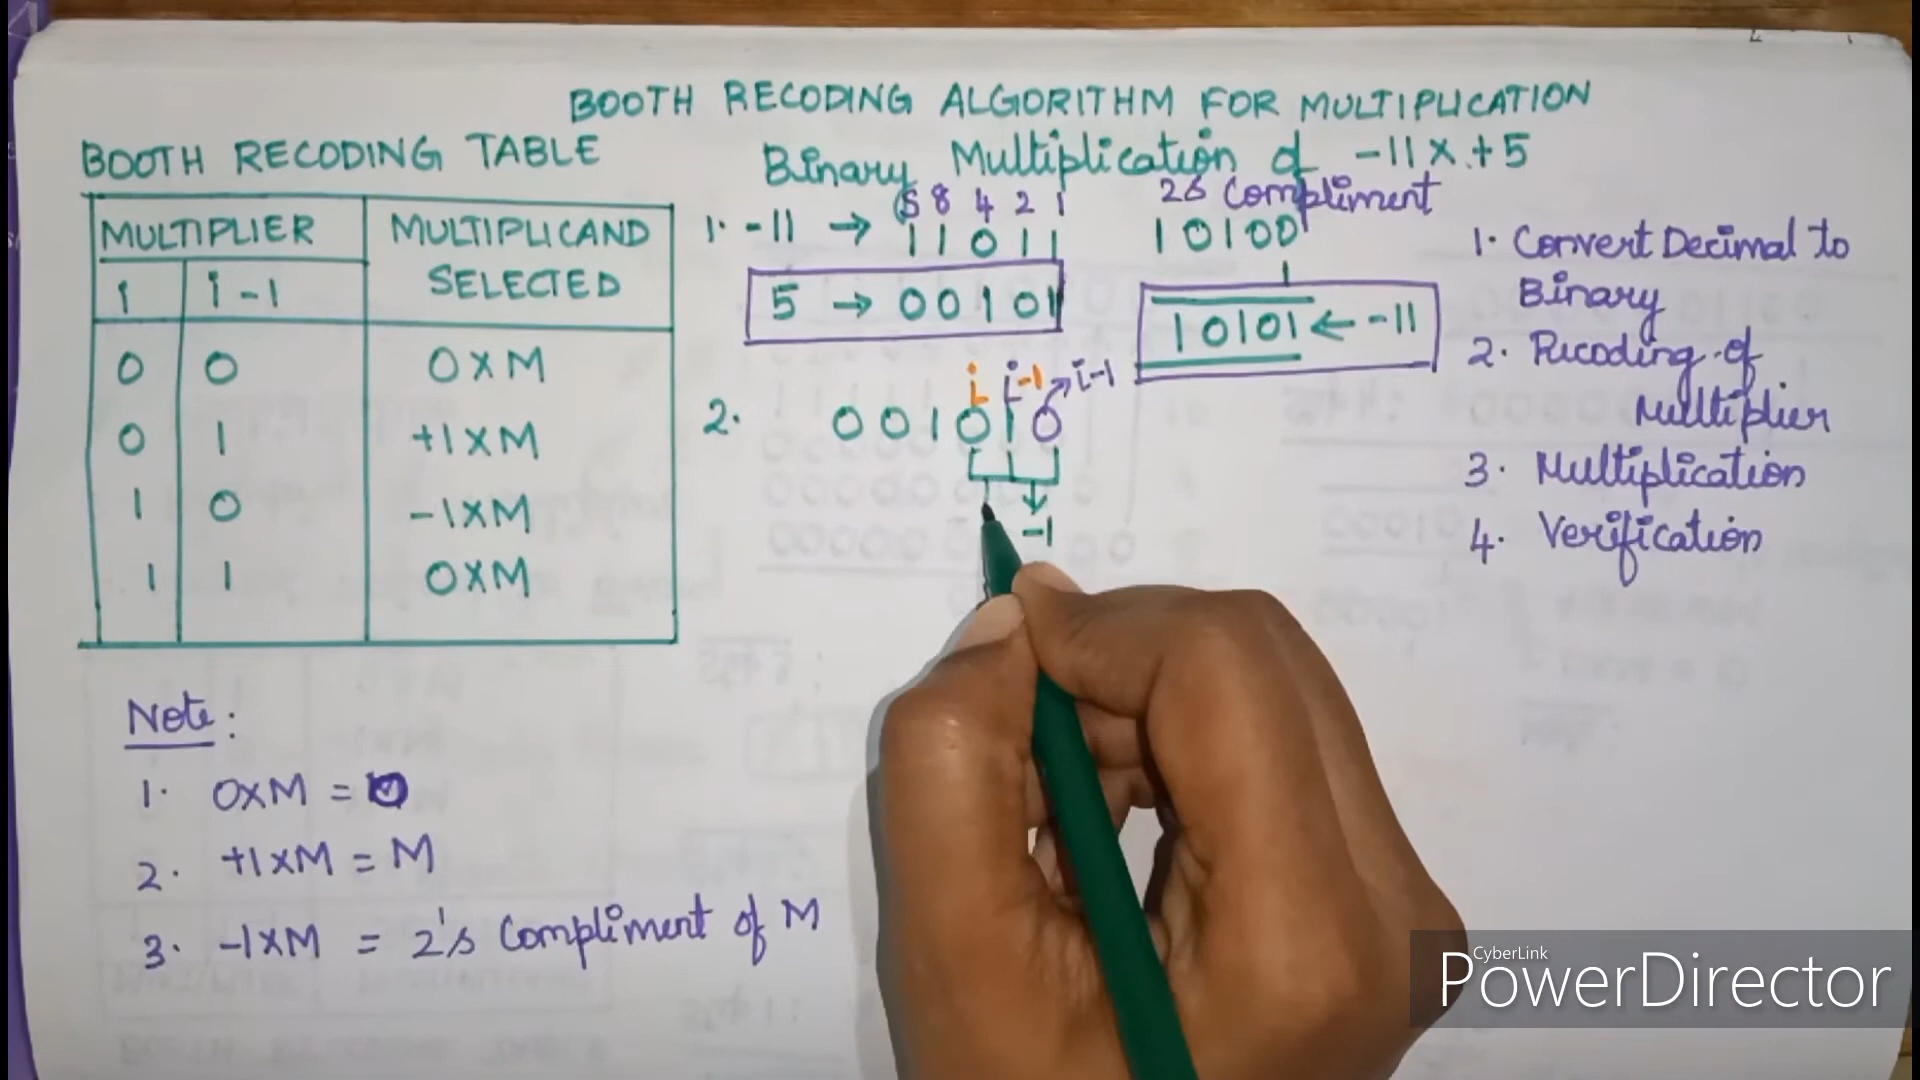 BOOTH RECODING ALGORITHM FOR MULTIPLICATION
Binary Multiplication of -11 x +5
BOOTH RECODING TABLE
MULTIPLIER
MULTIPLICAND SELECTED
i i-1
0 0 0XM
0 1 +1XM
1 0 -1XM
1 1 0XM
Note:
1. 0XM = 0
2. +1XM = M
3. -1XM = 2's Compliment of M
S 8 4 2 1
1. -11 → 11011
5 → 00101
2s Compliment
10100
1
10101 ← -11
i i-1 → i-1
2. 001010
-1
1. Convert Decimal to
Binary
2. Recoding of
Multiplier
3. Multiplication
4. Verification
CyberLink
PowerDirector